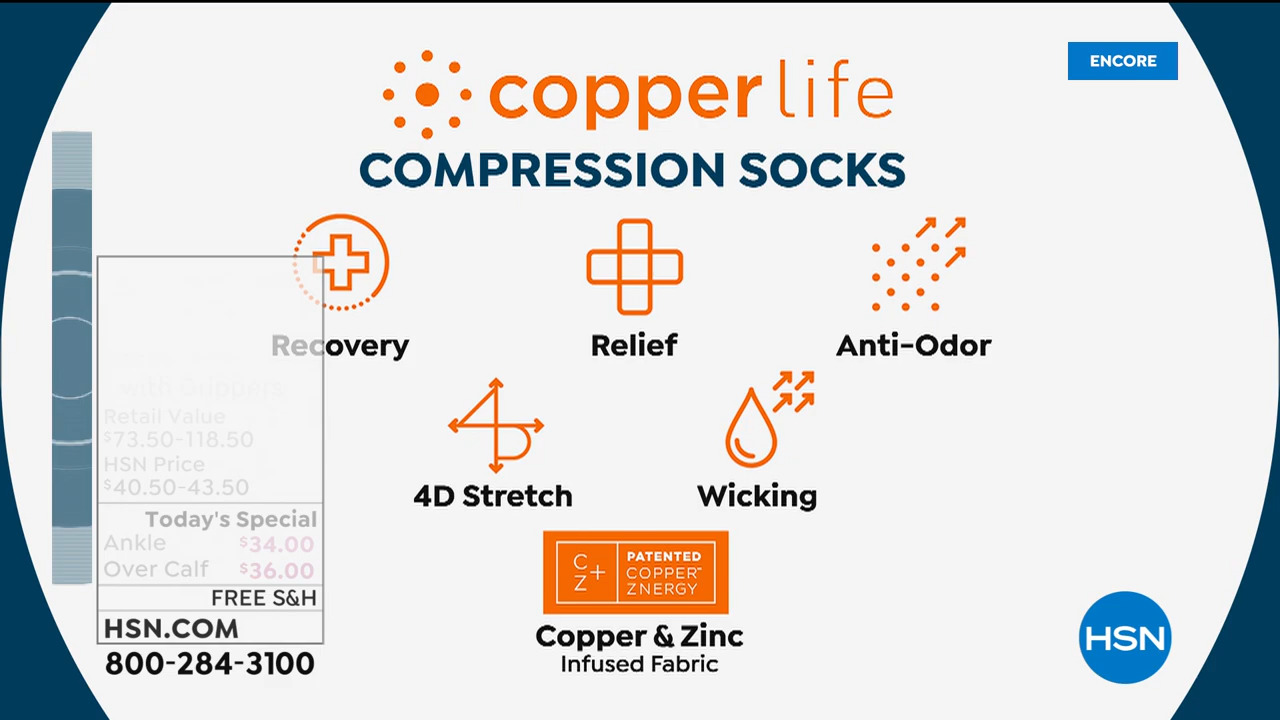 ENCORE
copper life
COMPRESSION SOCKS
Recovery
Relief
Anti-Odor
4D Stretch
Wicking
C+
Z
PATENTED
COPPER™
ZNERGY
Copper & Zinc
Infused Fabric
with Grippers
Retail Value
$73.50-118.50
HSN Price
$40.50-43.50
Today's Special
Ankle $34.00
Over Calf $36.00
FREE S&H
HSN.COM
800-284-3100
HSN